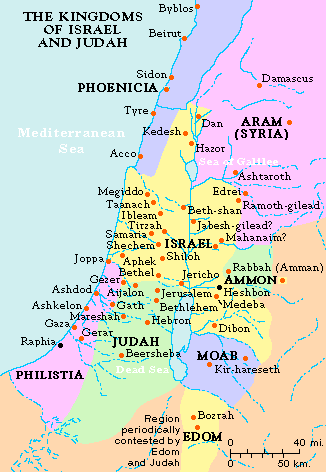 Byblos
THE KINGDOMS
OF ISRAEL
AND JUDAH
Beirut
Sidon
PHOENICIA
Damascus
Tyre
Dan
ARAM
(SYRIA)
Mediterranean
Sea
Kedesh
Hazor
Acco
Sea of Galilee
Ashtaroth
Megiddo
Edrei
Taanach
Beth-shan
Ramoth-gilead
Ibleam
Tirzah
Jabesh-gilead?
Samaria
Mahanaim?
Shechem
ISRAEL
Joppa
Aphek
Shiloh
Rabbah (Amman)
Bethel
Jericho
Gezer
AMMON
Ashdod
Aijalon
Jerusalem
Heshbon
Ashkelon
Gath
Bethlehem
Medeba
Mareshah
Hebron
Gaza
Dibon
Gerar
Raphia
JUDAH
Beersheba
MOAB
Dead Sea
Kir-hareseth
PHILISTIA
Region
periodically
contested by
Edom
and Judah
Bozrah
EDOM
0 40 mi.
0 50 km.